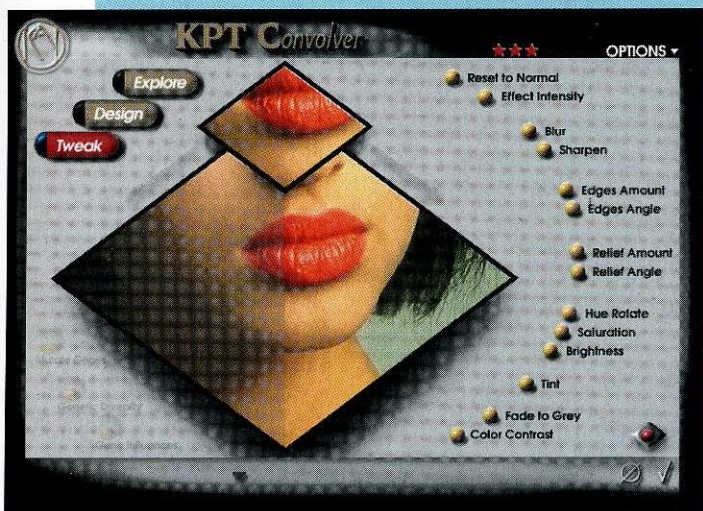 KPT Convolver
OPTIONS
Explore
Design
Tweak
Reset to Normal
Effect Intensity
Blur
Sharpen
Edges Amount
Edges Angle
Relief Amount
Relief Angle
Hue Rotate
Saturation
Brightness
Tint
Fade to Grey
Color Contrast